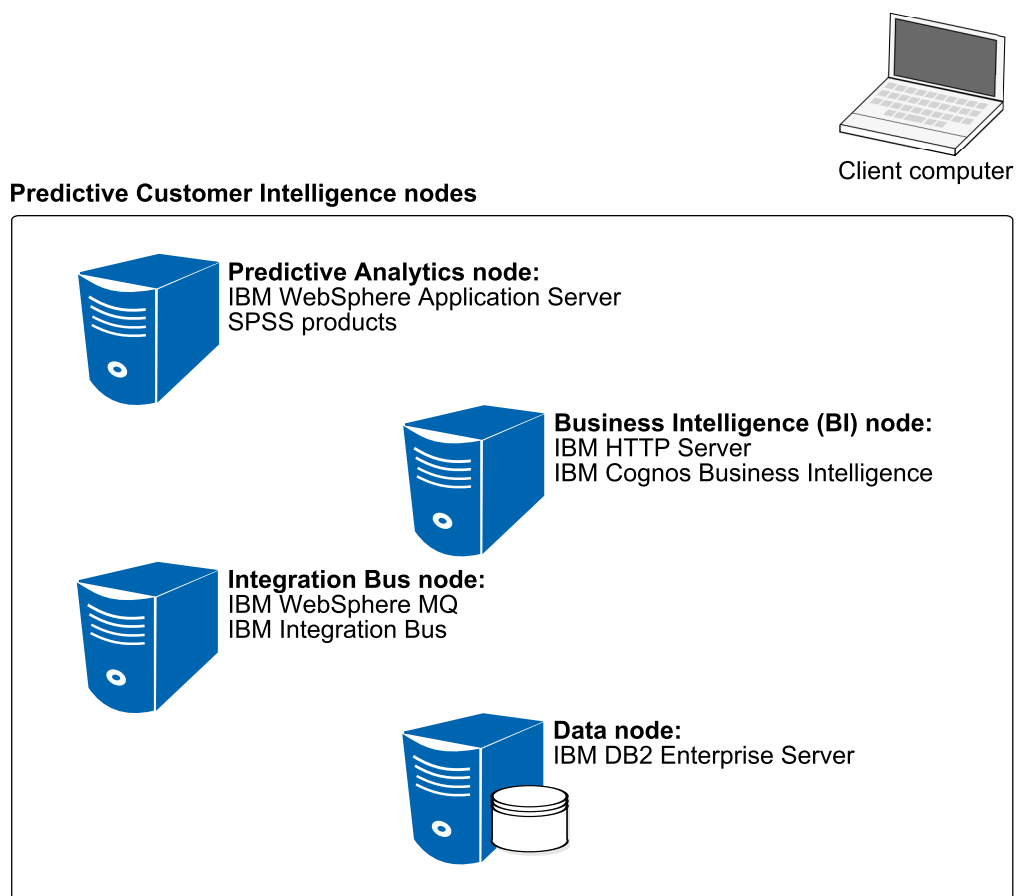 Client computer
Predictive Customer Intelligence nodes
Predictive Analytics node:
IBM WebSphere Application Server
SPSS products
Business Intelligence (BI) node:
IBM HTTP Server
IBM Cognos Business Intelligence
Integration Bus node:
IBM WebSphere MQ
IBM Integration Bus
Data node:
IBM DB2 Enterprise Server